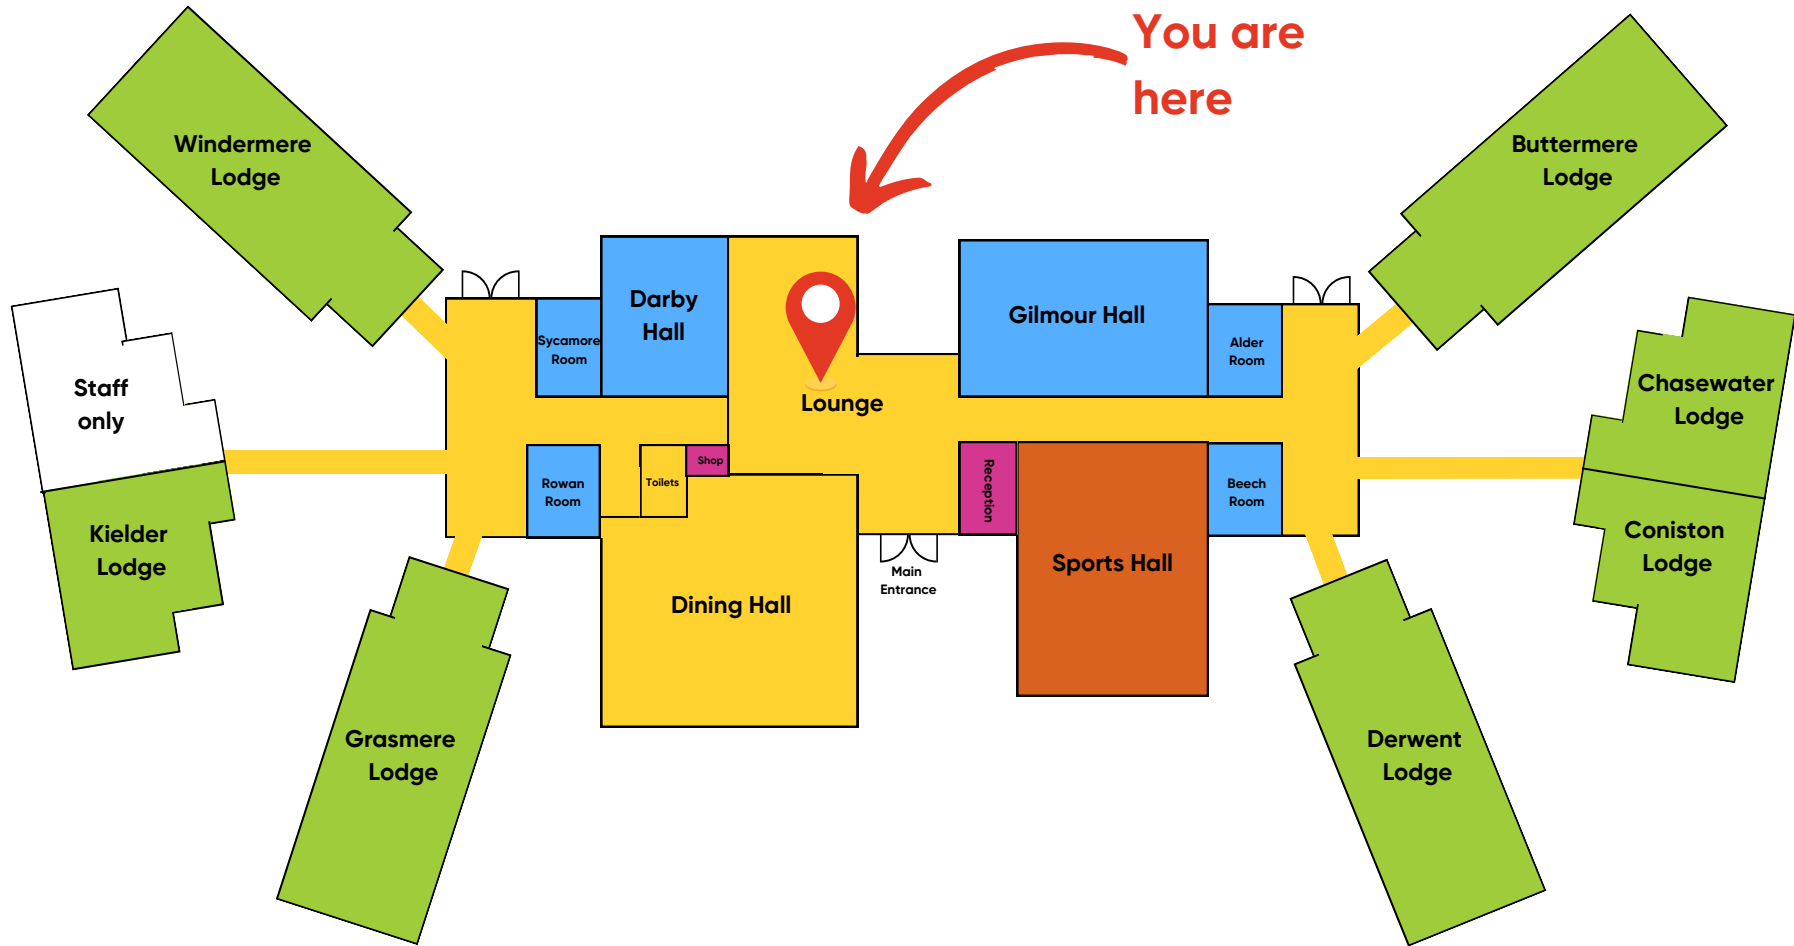 You are
here
Windermere
Lodge
Buttermere
Lodge
Darby
Hall
Gilmour Hall
Sycamore
Room
Alder
Room
Staff
only
Lounge
Chasewater
Lodge
Shop
Toilets
Rowan
Room
Reception
Beech
Room
Kielder
Lodge
Coniston
Lodge
Main
Entrance
Sports Hall
Dining Hall
Grasmere
Lodge
Derwent
Lodge